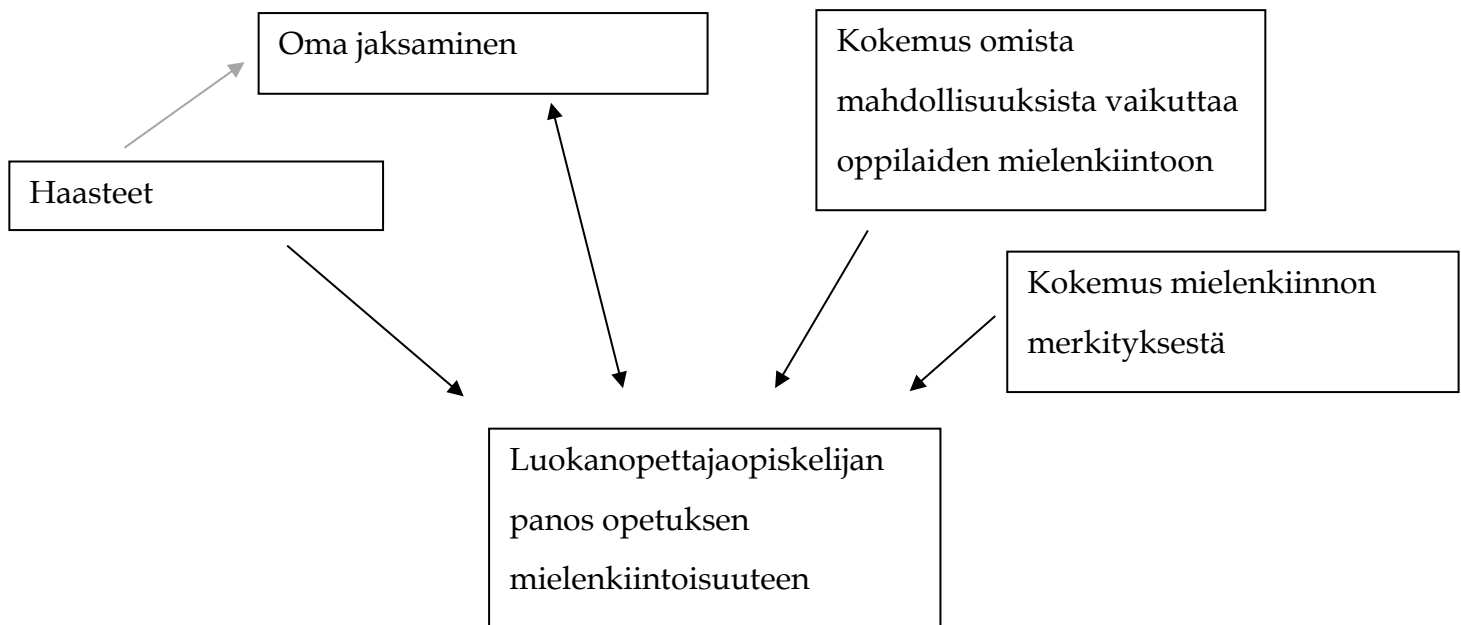 Oma jaksaminen
Kokemus omista
mahdollisuuksista vaikuttaa
oppilaiden mielenkiintoon
Haasteet
Kokemus mielenkiinnon
merkityksestä
Luokanopettajaopiskelijan
panos opetuksen
mielenkiintoisuuteen